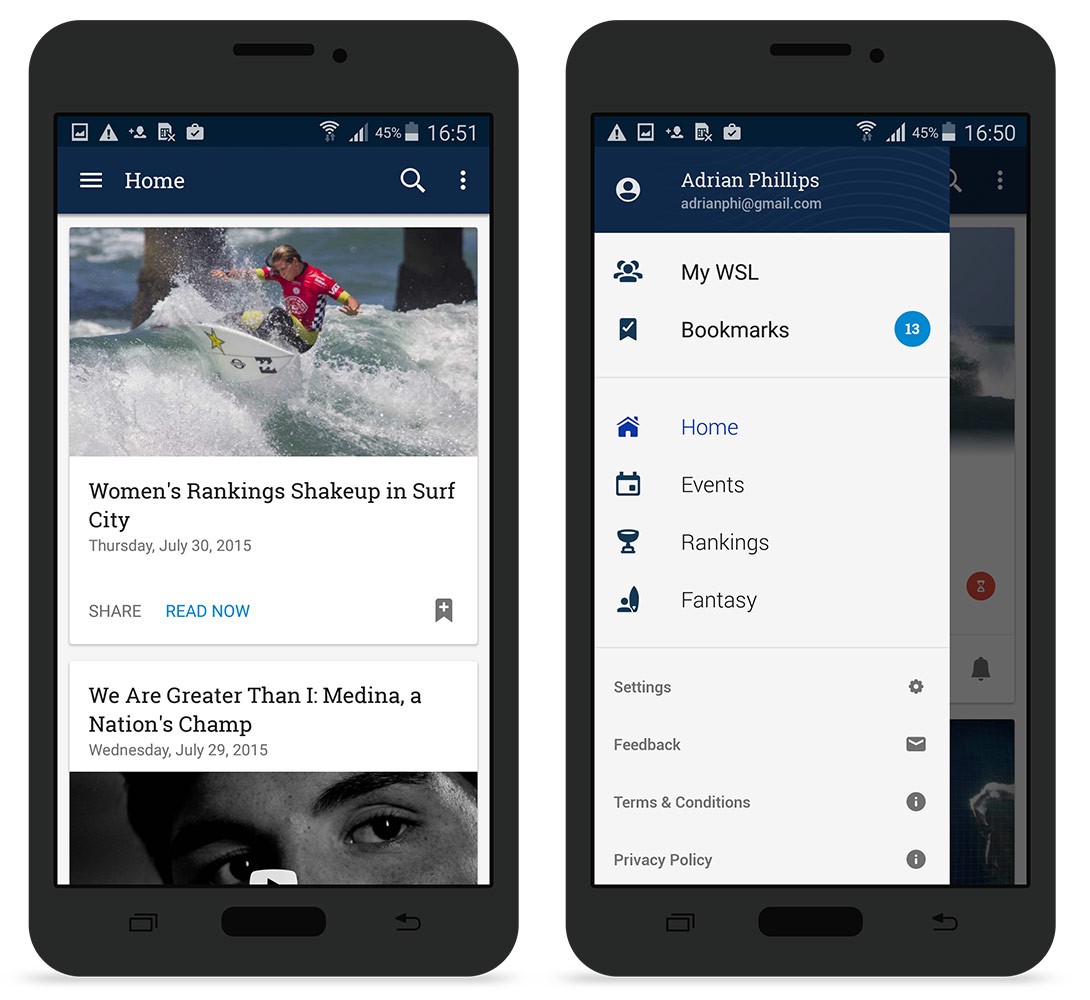 45% 16:51
Home
Women's Rankings Shakeup in Surf
City
Thursday, July 30, 2015
SHARE READ NOW
We Are Greater Than I: Medina, a
Nation's Champ
Wednesday, July 29, 2015
45% 16:50
Adrian Phillips
adrianphi@gmail.com
My WSL
Bookmarks 13
Home
Events
Rankings
Fantasy
Settings
Feedback
Terms & Conditions
Privacy Policy